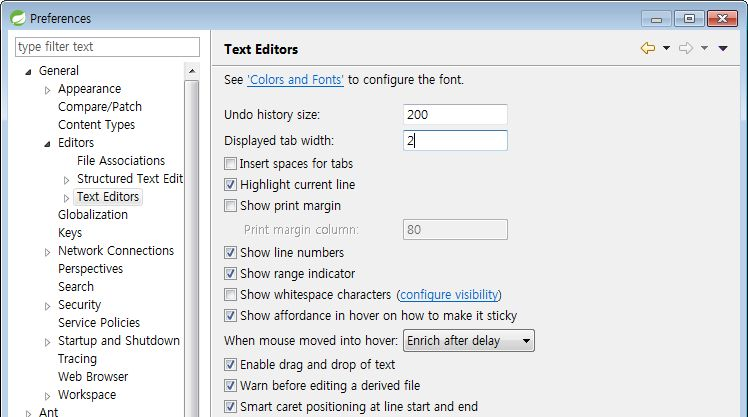 Preferences
type filter text
General
Appearance
Compare/Patch
Content Types
Editors
File Associations
Structured Text Edit
Text Editors
Globalization
Keys
Network Connections
Perspectives
Search
Security
Service Policies
Startup and Shutdown
Tracing
Web Browser
Workspace
Ant
Text Editors
See 'Colors and Fonts' to configure the font.
Undo history size: 200
Displayed tab width: 2
Insert spaces for tabs
Highlight current line
Show print margin
Print margin column: 80
Show line numbers
Show range indicator
Show whitespace characters (configure visibility)
Show affordance in hover on how to make it sticky
When mouse moved into hover: Enrich after delay
Enable drag and drop of text
Warn before editing a derived file
Smart caret positioning at line start and end